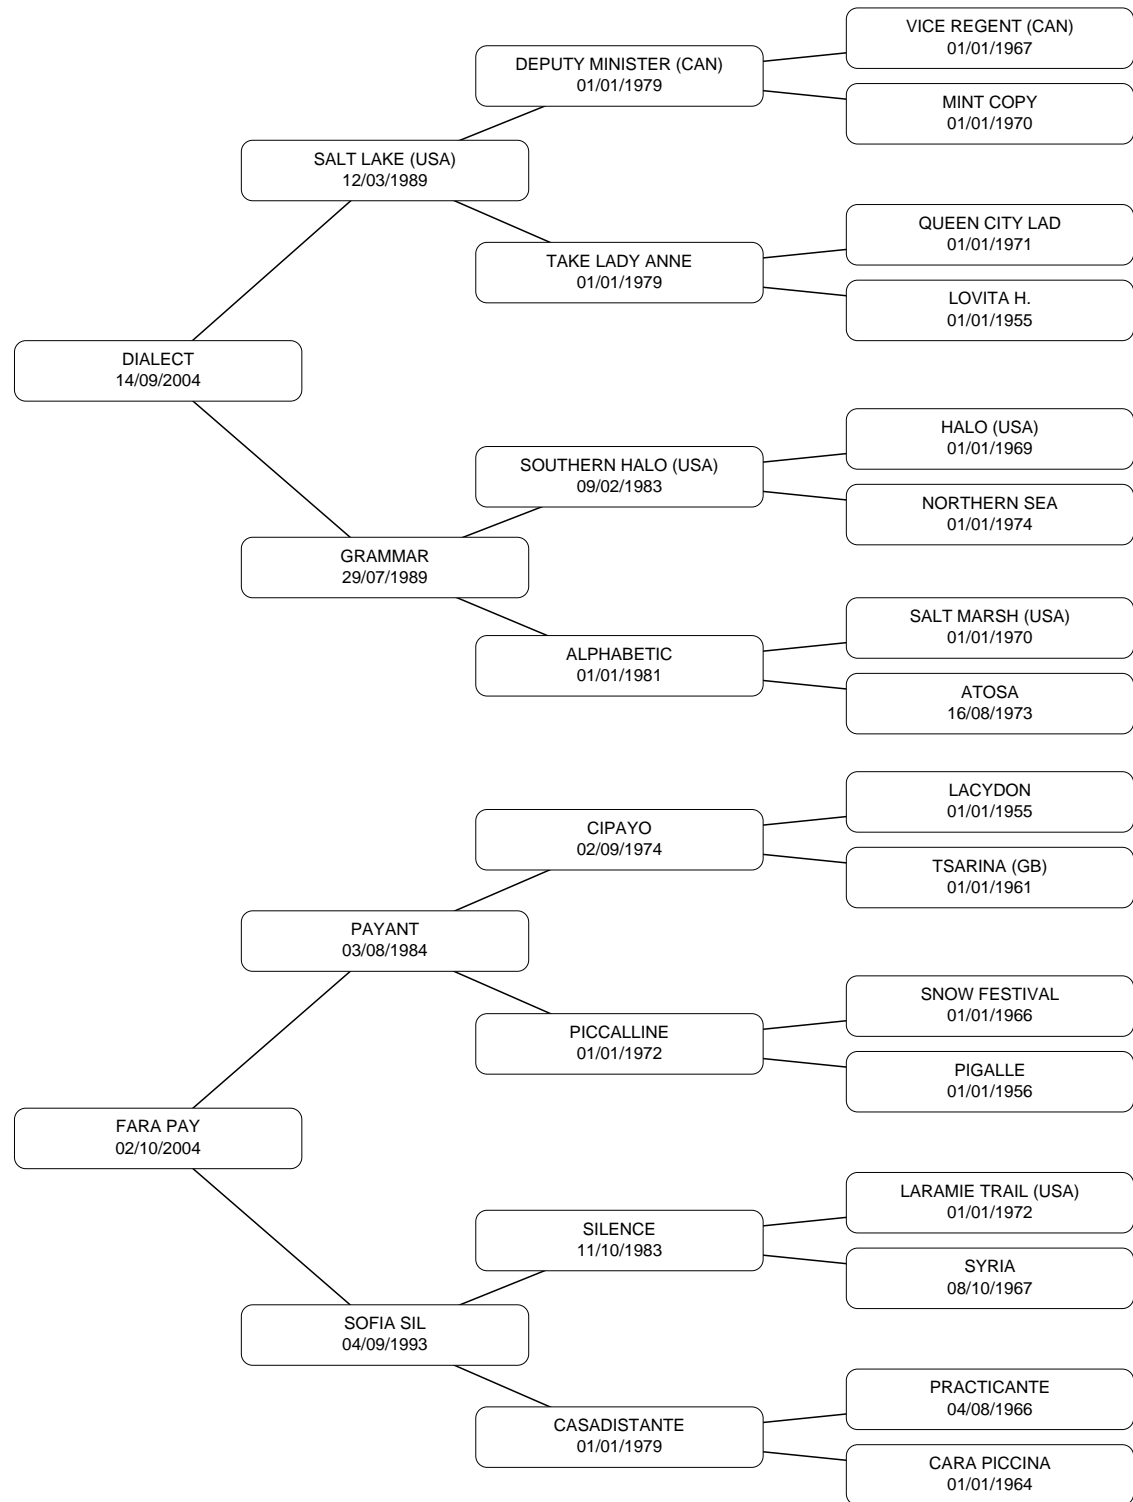 VICE REGENT (CAN)
01/01/1967
DEPUTY MINISTER (CAN)
01/01/1979
MINT COPY
01/01/1970
SALT LAKE (USA)
12/03/1989
QUEEN CITY LAD
01/01/1971
TAKE LADY ANNE
01/01/1979
LOVITA H.
01/01/1955
DIALECT
14/09/2004
HALO (USA)
01/01/1969
SOUTHERN HALO (USA)
09/02/1983
NORTHERN SEA
01/01/1974
GRAMMAR
29/07/1989
SALT MARSH (USA)
01/01/1970
ALPHABETIC
01/01/1981
ATOSA
16/08/1973
LACYDON
01/01/1955
CIPAYO
02/09/1974
TSARINA (GB)
01/01/1961
PAYANT
03/08/1984
SNOW FESTIVAL
01/01/1966
PICCALLINE
01/01/1972
PIGALLE
01/01/1956
FARA PAY
02/10/2004
LARAMIE TRAIL (USA)
01/01/1972
SILENCE
11/10/1983
SYRIA
08/10/1967
SOFIA SIL
04/09/1993
PRACTICANTE
04/08/1966
CASADISTANTE
01/01/1979
CARA PICCINA
01/01/1964